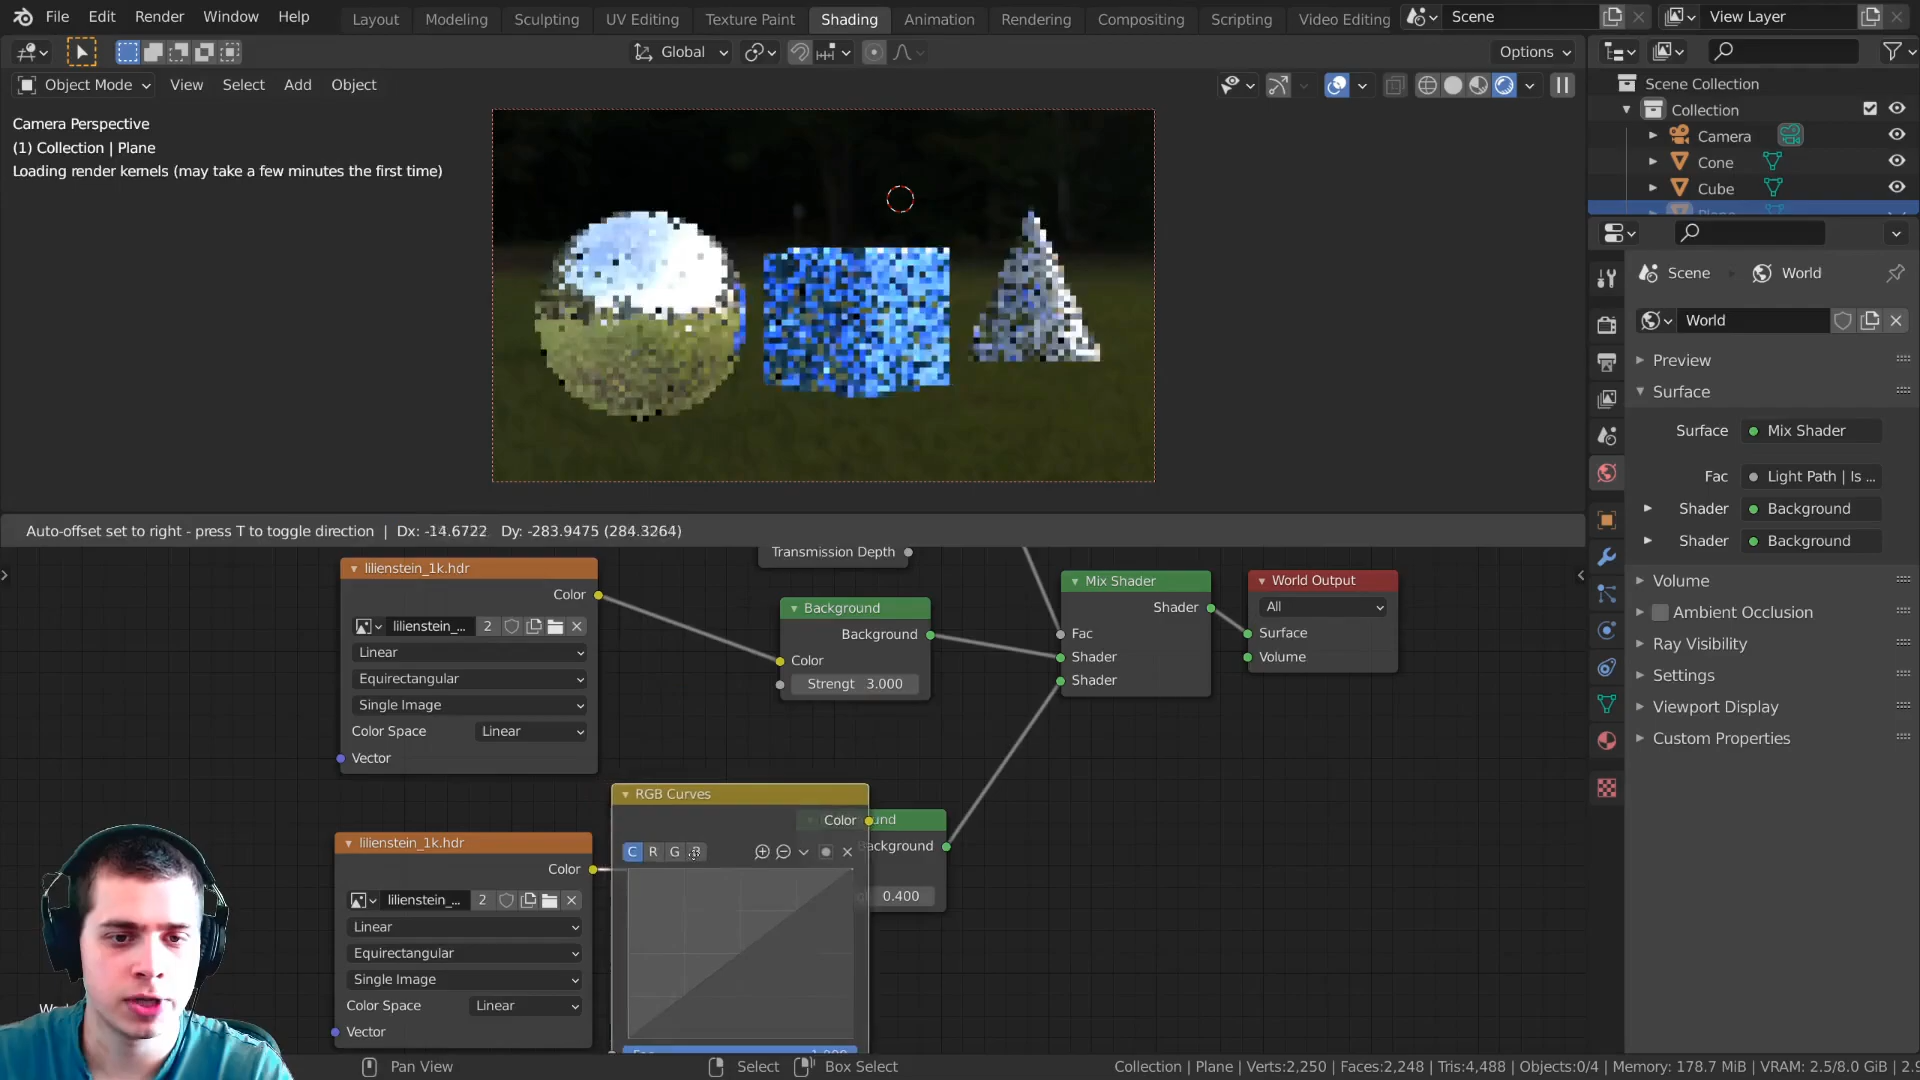 File Edit Render Window Help Layout Modeling Sculpting UV Editing Texture Paint Shading Animation Rendering Compositing Scripting Video Editing Scene View Layer
Global Options
Object Mode View Select Add Object
Camera Perspective
(1) Collection | Plane
Loading render kernels (may take a few minutes the first time)
Scene Collection
Collection
Camera
Cone
Cube
Scene World
World
Preview
Surface
Surface Mix Shader
Fac Light Path | Is ...
Shader Background
Shader Background
Volume
Ambient Occlusion
Ray Visibility
Settings
Viewport Display
Custom Properties
Auto-offset set to right - press T to toggle direction | Dx: -14.6722 Dy: -283.9475 (284.3264)
Transmission Depth
lilienstein_1k.hdr
Color
lilienstein_... 2
Linear
Equirectangular
Single Image
Color Space Linear
Vector
Background
Background
Color
Strengt 3.000
Mix Shader
Shader
Fac
Shader
Shader
World Output
All
Surface
Volume
lilienstein_1k.hdr
Color
lilienstein_... 2
Linear
Equirectangular
Single Image
Color Space Linear
Vector
RGB Curves
Color
C R G B
Background
0.400
Pan View Select Box Select
Collection | Plane | Verts:2,250 | Faces:2,248 | Tris:4,488 | Objects:0/4 | Memory: 178.7 MiB | VRAM: 2.5/8.0 GiB | 2.9